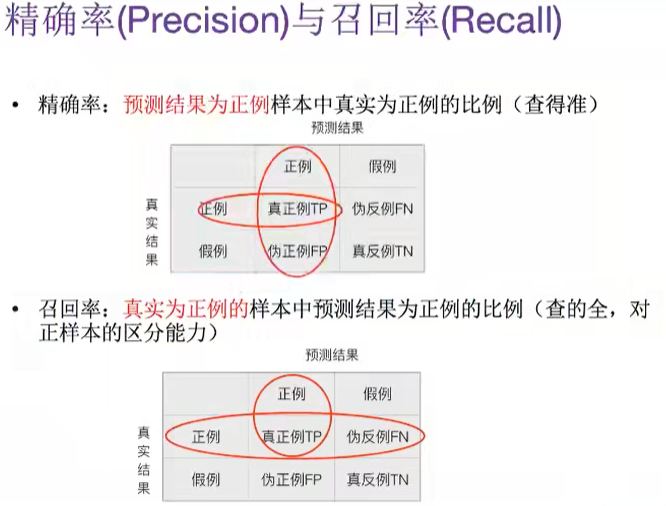 精确率(Precision)与召回率(Recall)
• 精确率：预测结果为正例样本中真实为正例的比例（查得准）
预测结果
正例 假例
真实结果
正例 真正例TP 伪反例FN
假例 伪正例FP 真反例TN
• 召回率：真实为正例的样本中预测结果为正例的比例（查的全，对
正样本的区分能力）
预测结果
正例 假例
真实结果
正例 真正例TP 伪反例FN
假例 伪正例FP 真反例TN